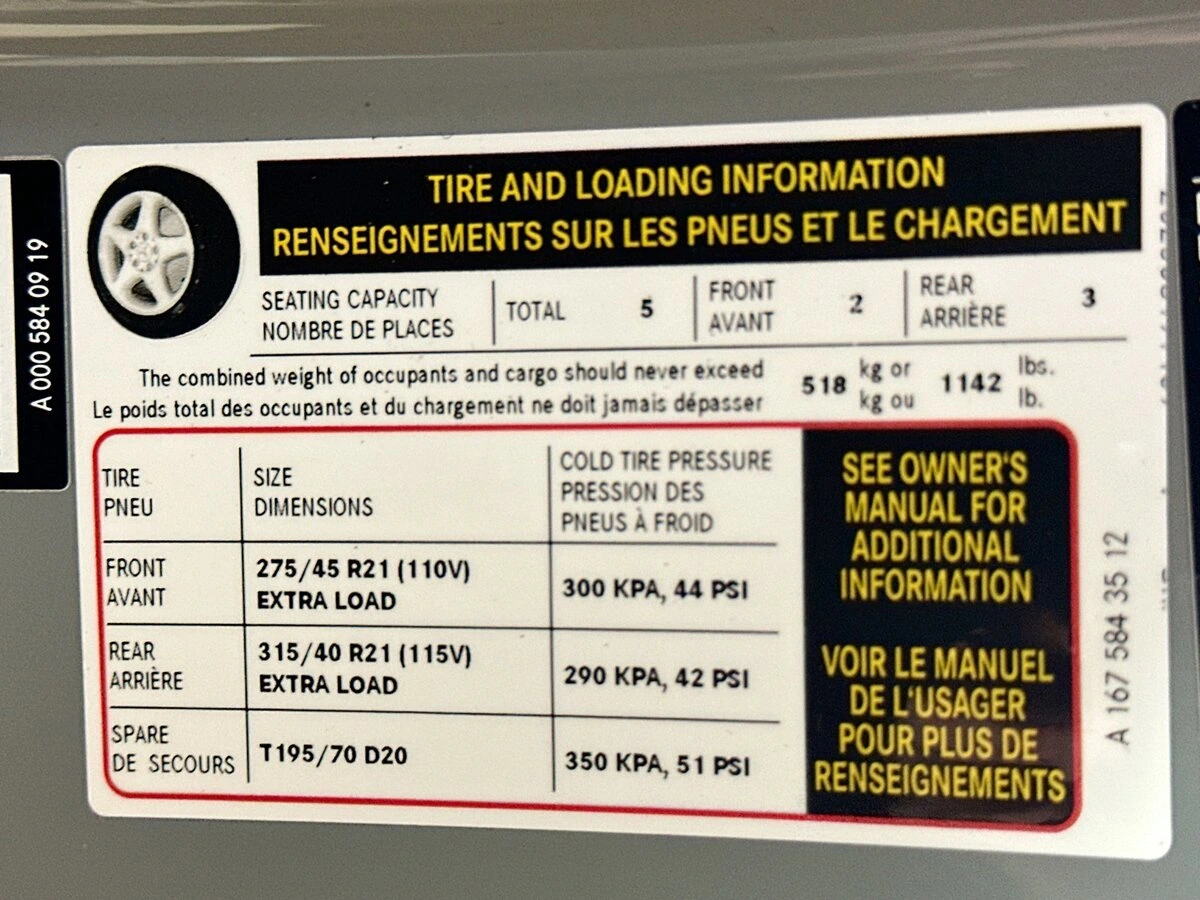 A 000 584 09 19
TIRE AND LOADING INFORMATION
RENSEIGNEMENTS SUR LES PNEUS ET LE CHARGEMENT
SEATING CAPACITY
NOMBRE DE PLACES
TOTAL 5
FRONT
AVANT
2
REAR
ARRIÈRE
3
The combined weight of occupants and cargo should never exceed
Le poids total des occupants et du chargement ne doit jamais dépasser
518
kg or
kg ou
1142
lbs.
lb.
TIRE
PNEU
SIZE
DIMENSIONS
COLD TIRE PRESSURE
PRESSION DES
PNEUS À FROID
FRONT
AVANT
275/45 R21 (110V)
EXTRA LOAD
300 KPA, 44 PSI
REAR
ARRIÈRE
315/40 R21 (115V)
EXTRA LOAD
290 KPA, 42 PSI
SPARE
DE SECOURS
T195/70 D20
350 KPA, 51 PSI
SEE OWNER'S
MANUAL FOR
ADDITIONAL
INFORMATION
VOIR LE MANUEL
DE L'USAGER
POUR PLUS DE
RENSEIGNEMENTS
A 167 584 35 12